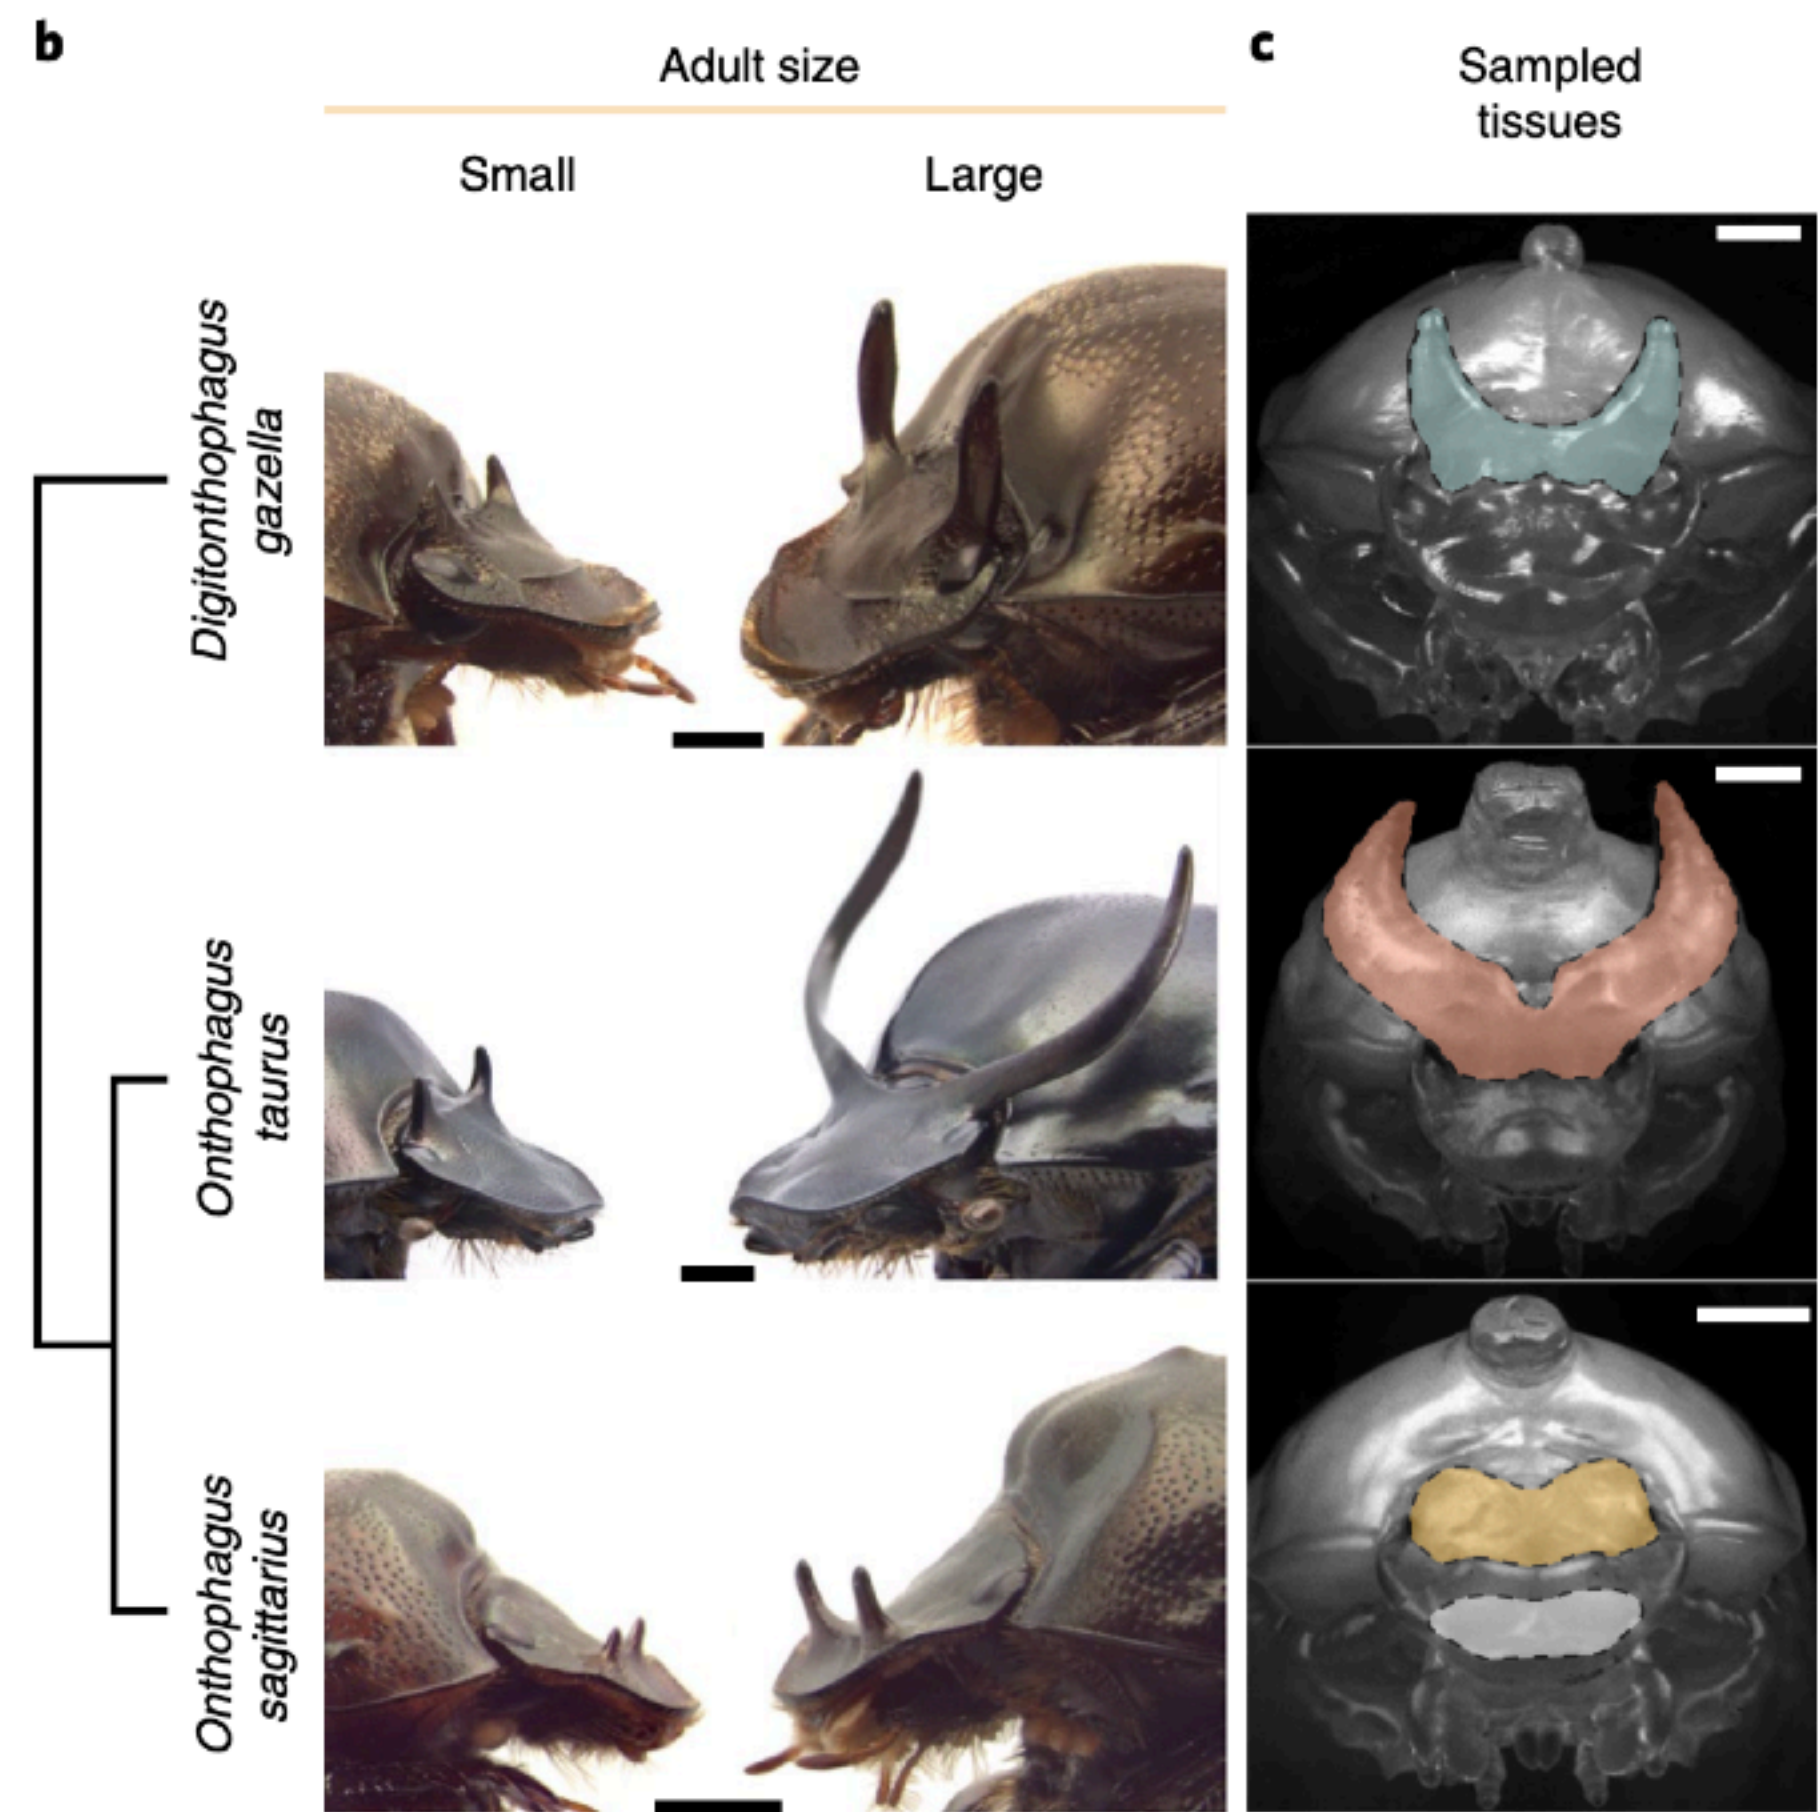 b
Adult size
Small
Large
c
Sampled
tissues
Digitonthophagus
gazella
Onthophagus
taurus
Onthophagus
sagittarius